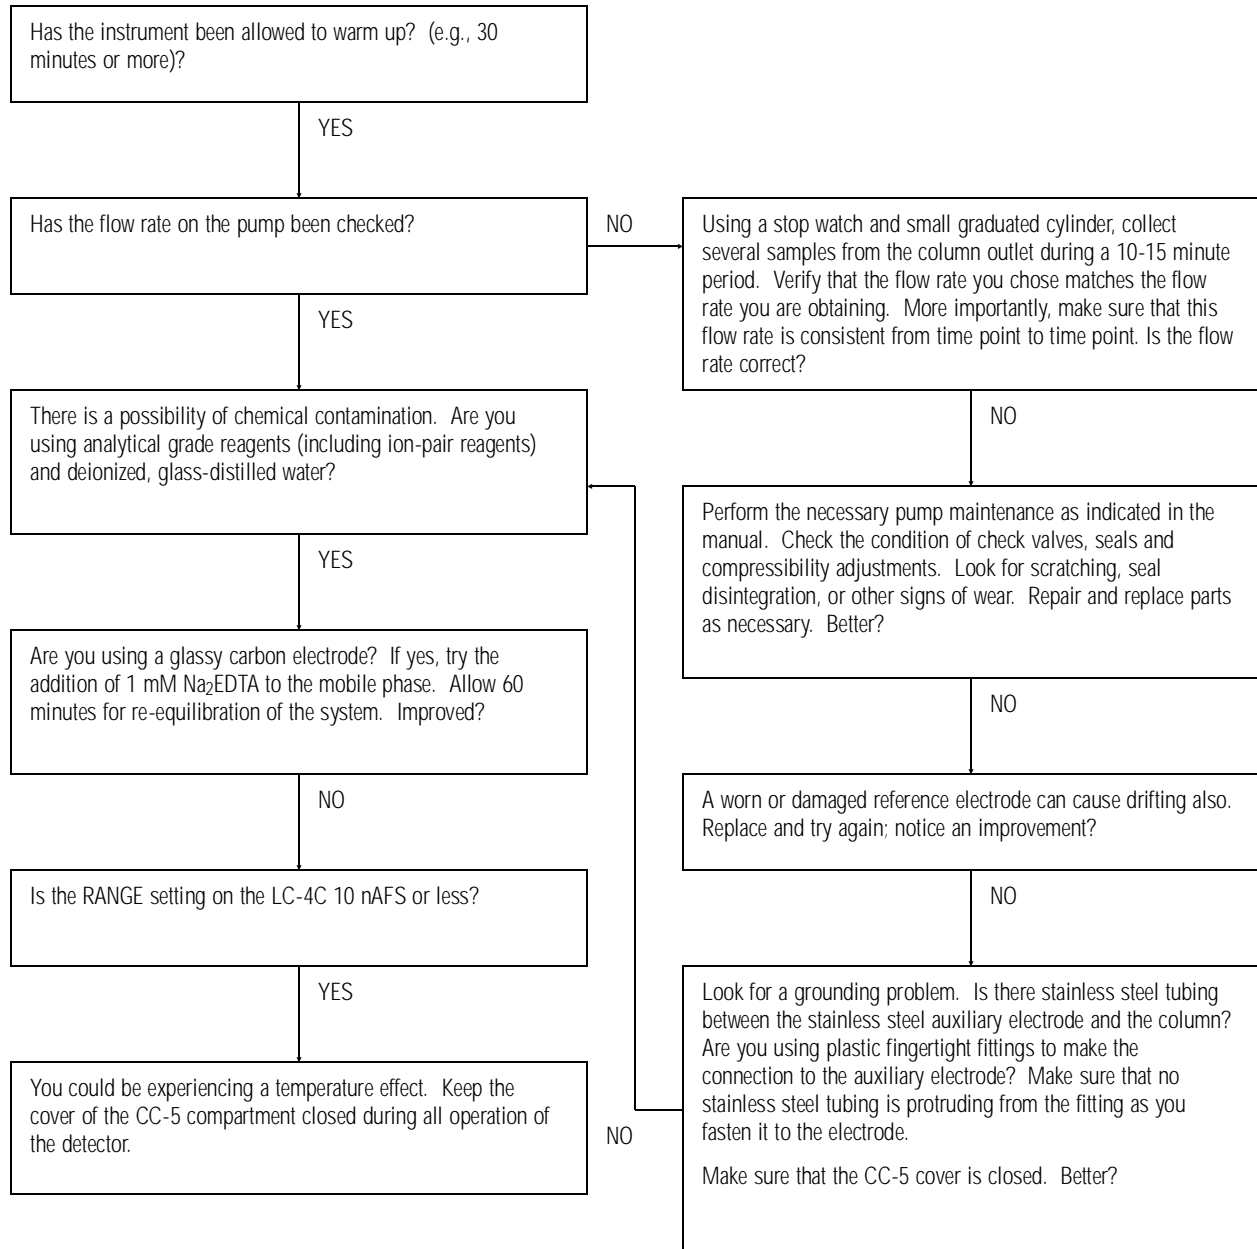 Has the instrument been allowed to warm up?  (e.g., 30
minutes or more)?
YES
Has the flow rate on the pump been checked?
NO
Using a stop watch and small graduated cylinder, collect
several samples from the column outlet during a 10-15 minute
period.  Verify that the flow rate you chose matches the flow
rate you are obtaining.  More importantly, make sure that this
flow rate is consistent from time point to time point. Is the flow
rate correct?
YES
NO
There is a possibility of chemical contamination.  Are you
using analytical grade reagents (including ion-pair reagents)
and deionized, glass-distilled water?
Perform the necessary pump maintenance as indicated in the
manual.  Check the condition of check valves, seals and
compressibility adjustments.  Look for scratching, seal
disintegration, or other signs of wear.  Repair and replace parts
as necessary.  Better?
YES
NO
Are you using a glassy carbon electrode?  If yes, try the
addition of 1 mM Na₂EDTA to the mobile phase.  Allow 60
minutes for re-equilibration of the system.  Improved?
A worn or damaged reference electrode can cause drifting also.
Replace and try again; notice an improvement?
NO
NO
Is the RANGE setting on the LC-4C 10 nAFS or less?
Look for a grounding problem.  Is there stainless steel tubing
between the stainless steel auxiliary electrode and the column?
Are you using plastic fingertight fittings to make the
connection to the auxiliary electrode?  Make sure that no
stainless steel tubing is protruding from the fitting as you
fasten it to the electrode.
Make sure that the CC-5 cover is closed.  Better?
YES
NO
You could be experiencing a temperature effect.  Keep the
cover of the CC-5 compartment closed during all operation of
the detector.